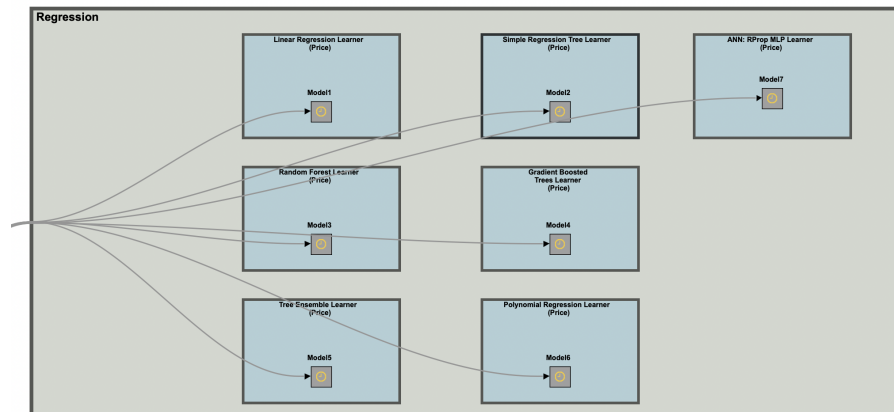 Regression
Linear Regression Learner
(Price)
Model1
Simple Regression Tree Learner
(Price)
Model2
ANN: RProp MLP Learner
(Price)
Model7
Random Forest Learner
(Price)
Model3
Gradient Boosted
Trees Learner
(Price)
Model4
Tree Ensemble Learner
(Price)
Model5
Polynomial Regression Learner
(Price)
Model6